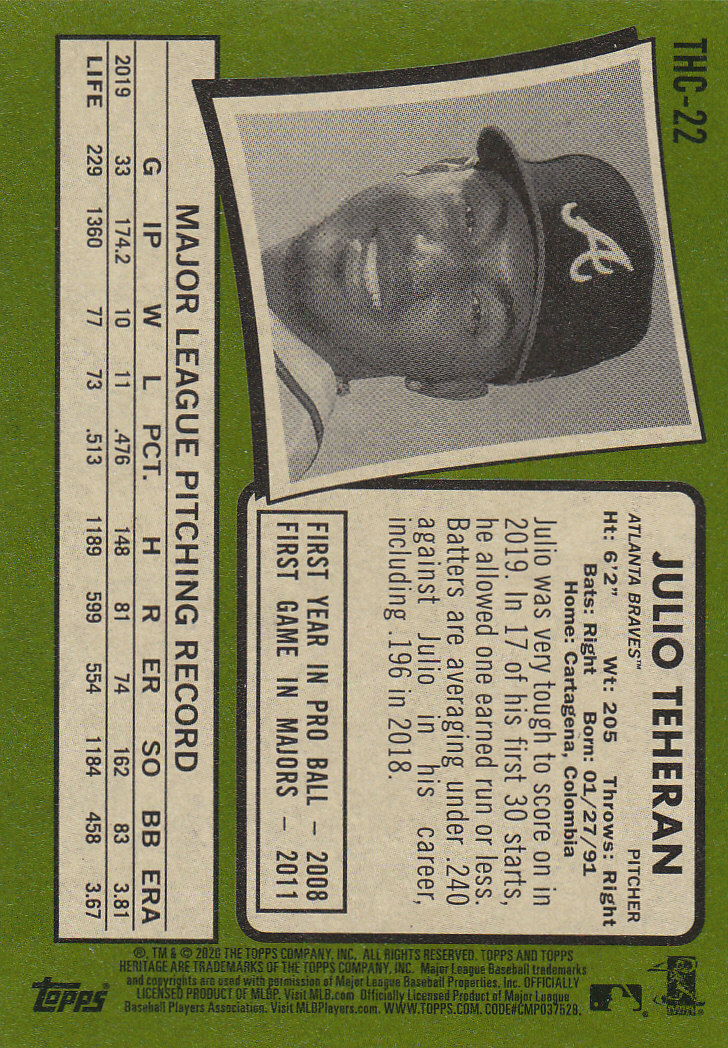 THC-22
A
JULIO TEHERAN
ATLANTA BRAVES™ PITCHER
Ht: 6'2" Wt: 205 Throws: Right
Bats: Right Born: 01/27/91
Home: Cartagena, Colombia
Julio was very tough to score on in
2019. In 17 of his first 30 starts,
he allowed one earned run or less.
Batters are averaging under .240
against Julio in his career,
including .196 in 2018.
FIRST YEAR IN PRO BALL – 2008
FIRST GAME IN MAJORS – 2011
MAJOR LEAGUE PITCHING RECORD
G IP W L PCT. H R ER SO BB ERA
2019 33 174.2 10 11 .476 148 81 74 162 83 3.81
LIFE 229 1360 77 73 .513 1189 599 554 1184 458 3.67
®, TM & © 2020 THE TOPPS COMPANY, INC. ALL RIGHTS RESERVED. TOPPS AND TOPPS
HERITAGE ARE TRADEMARKS OF THE TOPPS COMPANY, INC. Major League Baseball trademarks
and copyrights are used with permission of Major League Baseball Properties, Inc. OFFICIALLY
LICENSED PRODUCT OF MLBP. Visit MLB.com Officially Licensed Product of Major League
Baseball Players Association. Visit MLBPlayers.com. WWW.TOPPS.COM. CODE#CMP037528.
topps